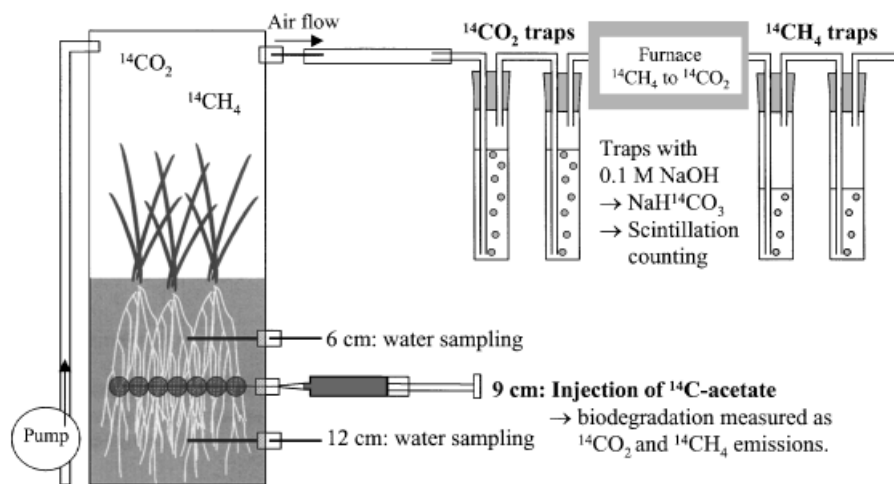 Air flow
¹⁴CO₂ traps
¹⁴CH₄ traps
¹⁴CO₂
¹⁴CH₄
Furnace
¹⁴CH₄ to ¹⁴CO₂
Traps with
0.1 M NaOH
→ NaH¹⁴CO₃
→ Scintillation
counting
6 cm: water sampling
9 cm: Injection of ¹⁴C-acetate
→ biodegradation measured as
¹⁴CO₂ and ¹⁴CH₄ emissions.
12 cm: water sampling
Pump